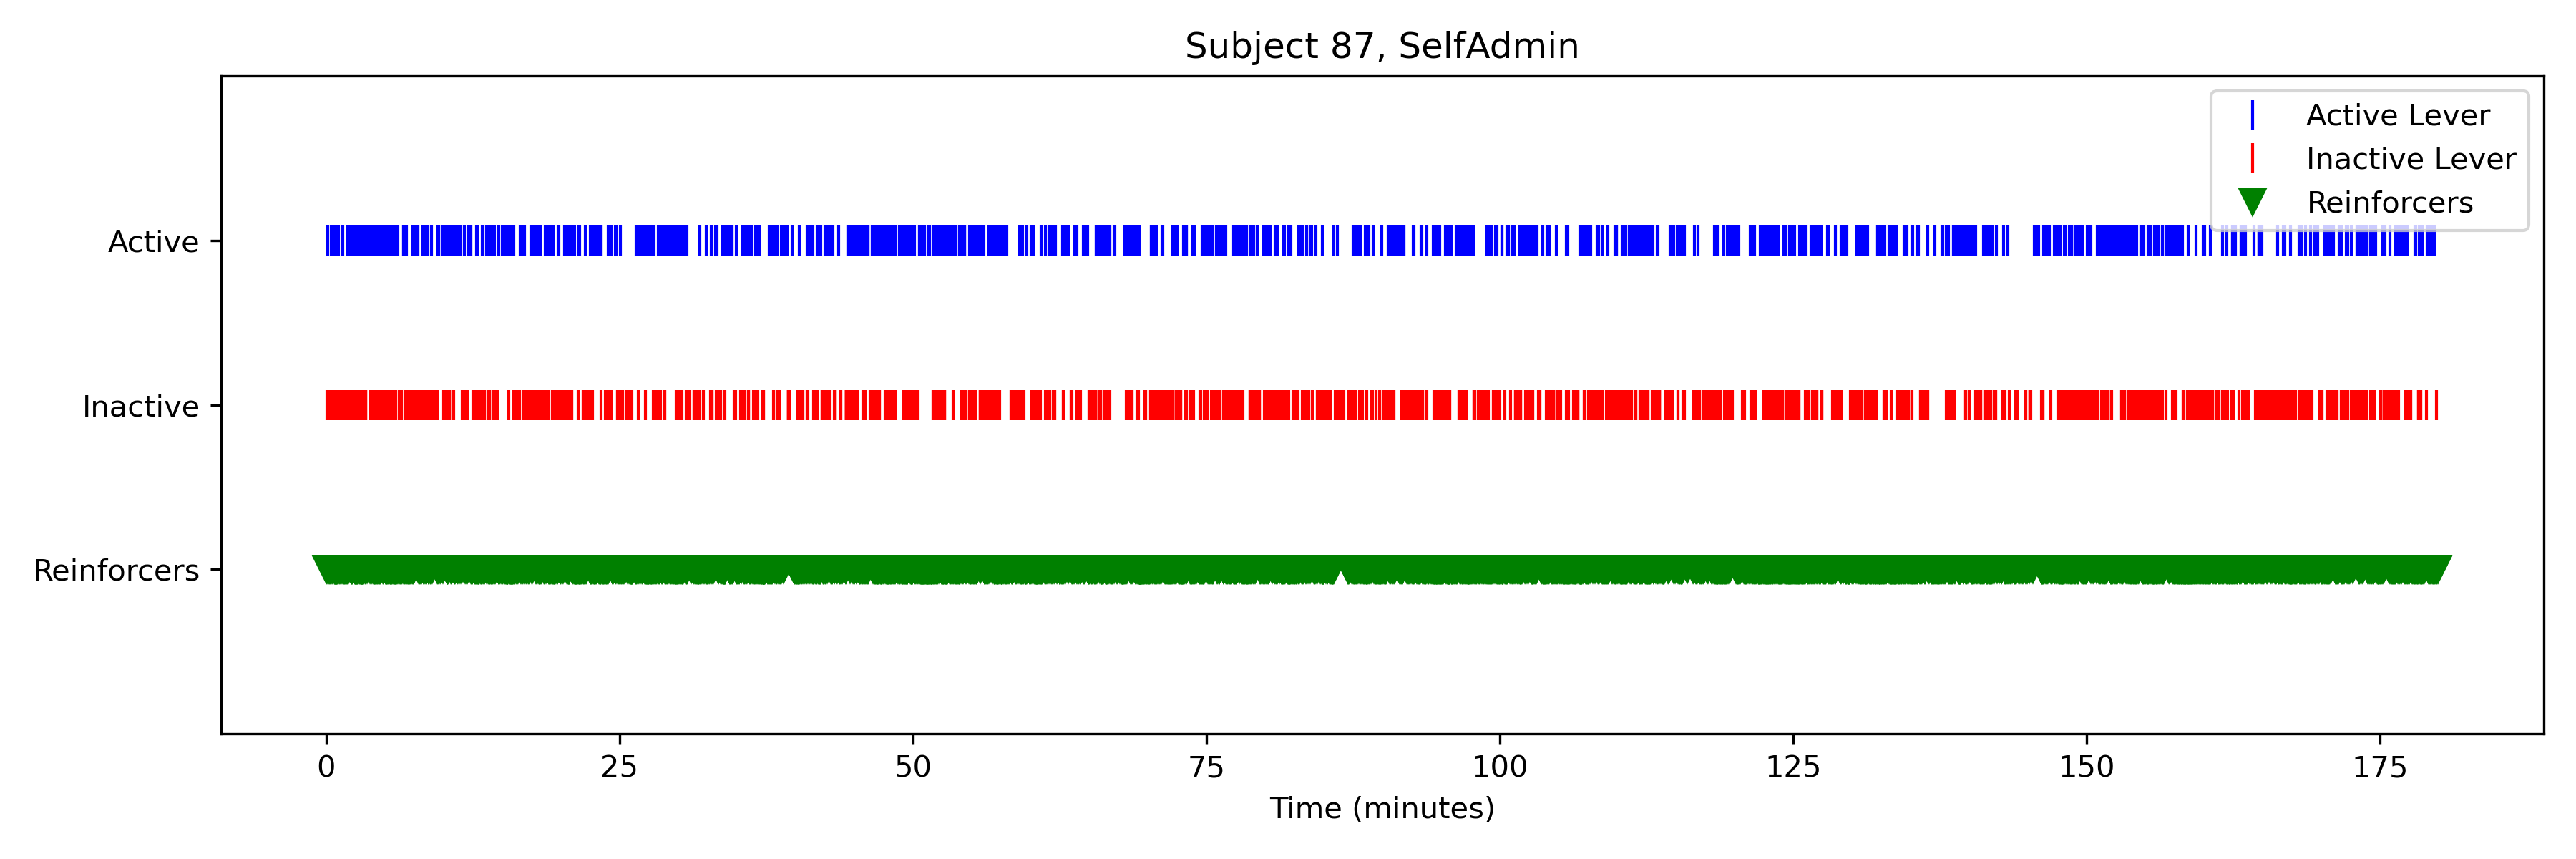 Subject 87, SelfAdmin
Active Lever
Inactive Lever
Reinforcers
Active
Inactive
Reinforcers
0 25 50 75 100 125 150 175
Time (minutes)